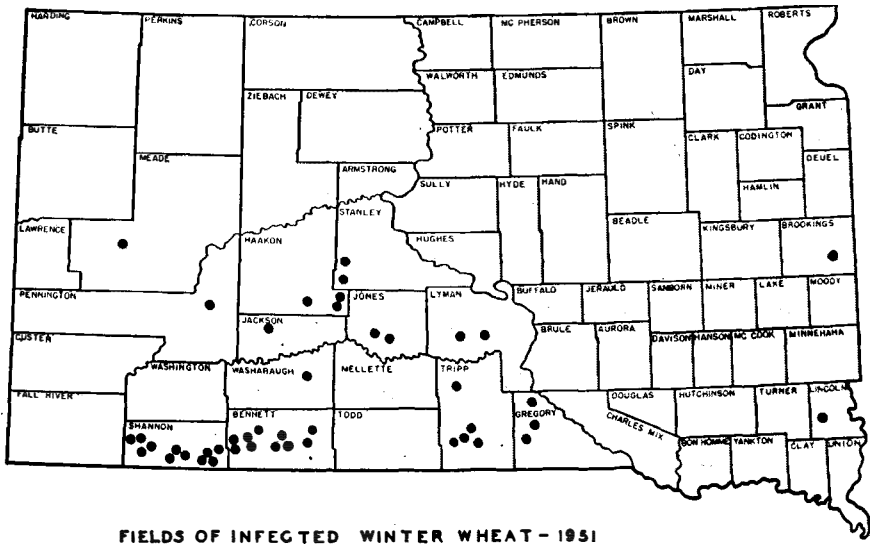 HARDING
PERKINS
CORSON
CAMPBELL
MC PHERSON
BROWN
MARSHALL
ROBERTS
WALWORTH
EDMUNDS
DAY
ZIEBACH
DEWEY
GRANT
BUTTE
POTTER
FAULK
SPINK
CLARK
CODINGTON
MEADE
DEUEL
ARMSTRONG
SULLY
HYDE
HAND
HAMLIN
STANLEY
LAWRENCE
HAAKON
HUGHES
BEADLE
KINGSBURY
BROOKINGS
PENNINGTON
JONES
LYMAN
BUFFALO
JERAULD
SANBORN
MINER
LAKE
MOODY
JACKSON
CUSTER
BRULE
AURORA
DAVISON
HANSON
MC COOK
MINNEHAHA
WASHINGTON
WASHABAUGH
MELLETTE
TRIPP
FALL RIVER
DOUGLAS
HUTCHINSON
TURNER
LINCOLN
SHANNON
BENNETT
TODD
GREGORY
CHARLES MIX
BON HOMME
YANKTON
CLAY
UNION
FIELDS OF INFECTED WINTER WHEAT - 1951